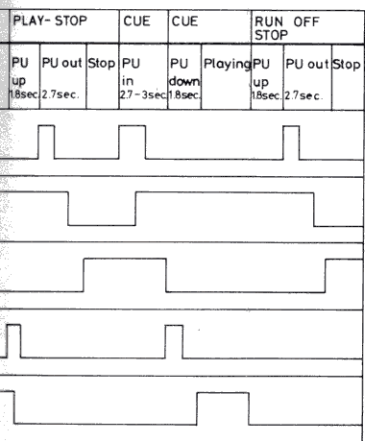 PLAY-STOP CUE CUE RUN OFF
STOP
PU PU out Stop PU PU Playing PU PU out Stop
up in down up
1.8sec. 2.7sec. 2.7-3sec. 1.8sec. 1.8sec. 2.7sec.